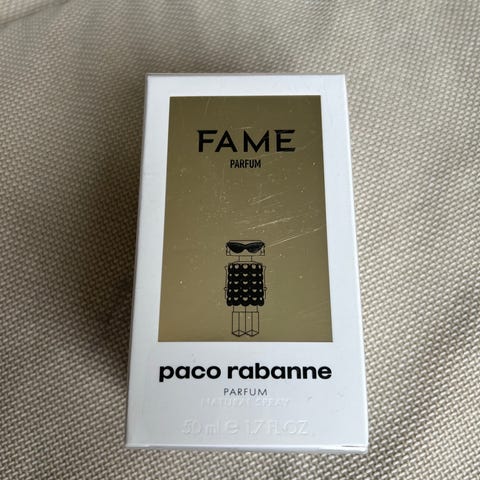 FAME
PARFUM
paco rabanne
PARFUM
NATURAL SPRAY
50 ml ℮ 1.7 FL.OZ.